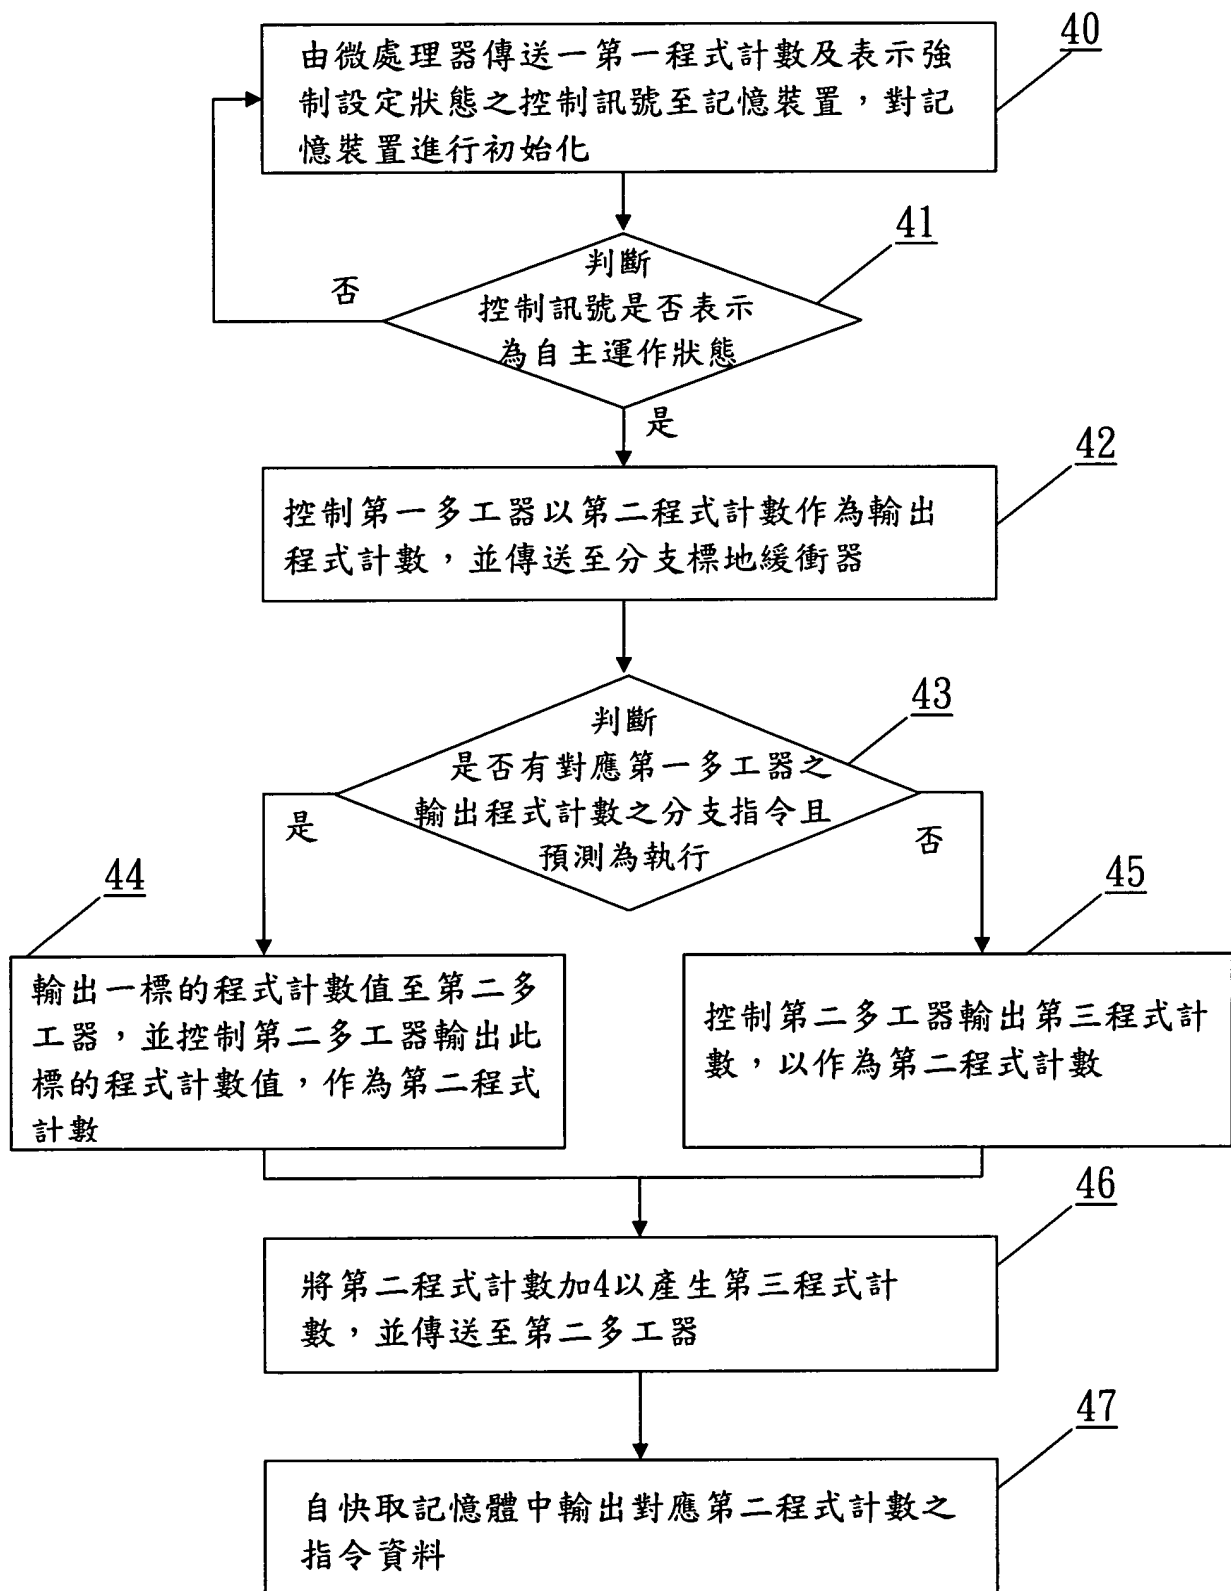 40
由微處理器傳送一第一程式計數及表示強
制設定狀態之控制訊號至記憶裝置，對記
憶裝置進行初始化
41
判斷
控制訊號是否表示
為自主運作狀態
否
是
42
控制第一多工器以第二程式計數作為輸出
程式計數，並傳送至分支標地緩衝器
43
判斷
是否有對應第一多工器之
輸出程式計數之分支指令且
預測為執行
是
否
44
輸出一標的程式計數值至第二多
工器，並控制第二多工器輸出此
標的程式計數值，作為第二程式
計數
45
控制第二多工器輸出第三程式計
數，以作為第二程式計數
46
將第二程式計數加4以產生第三程式計
數，並傳送至第二多工器
47
自快取記憶體中輸出對應第二程式計數之
指令資料